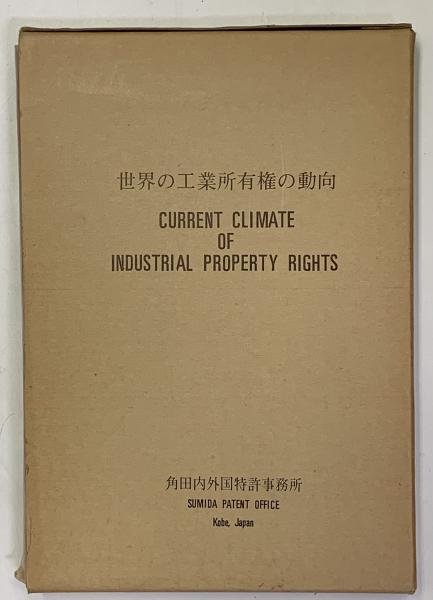 世界の工業所有権の動向
CURRENT CLIMATE
OF
INDUSTRIAL PROPERTY RIGHTS
角田内外国特許事務所
SUMIDA PATENT OFFICE
Kobe, Japan